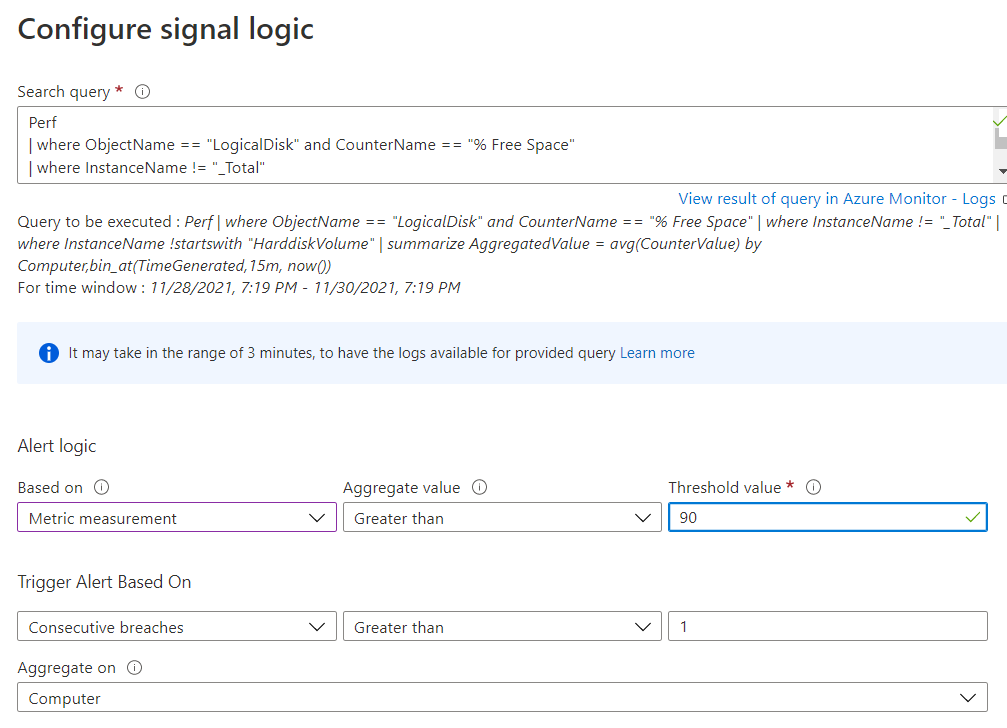 Configure signal logic
Search query *
Perf
| where ObjectName == "LogicalDisk" and CounterName == "% Free Space"
| where InstanceName != "_Total"
View result of query in Azure Monitor - Logs
Query to be executed : Perf | where ObjectName == "LogicalDisk" and CounterName == "% Free Space" | where InstanceName != "_Total" |
where InstanceName !startswith "HarddiskVolume" | summarize AggregatedValue = avg(CounterValue) by
Computer,bin_at(TimeGenerated,15m, now())
For time window : 11/28/2021, 7:19 PM - 11/30/2021, 7:19 PM
It may take in the range of 3 minutes, to have the logs available for provided query Learn more
Alert logic
Based on Aggregate value Threshold value *
Metric measurement Greater than 90
Trigger Alert Based On
Consecutive breaches Greater than 1
Aggregate on
Computer